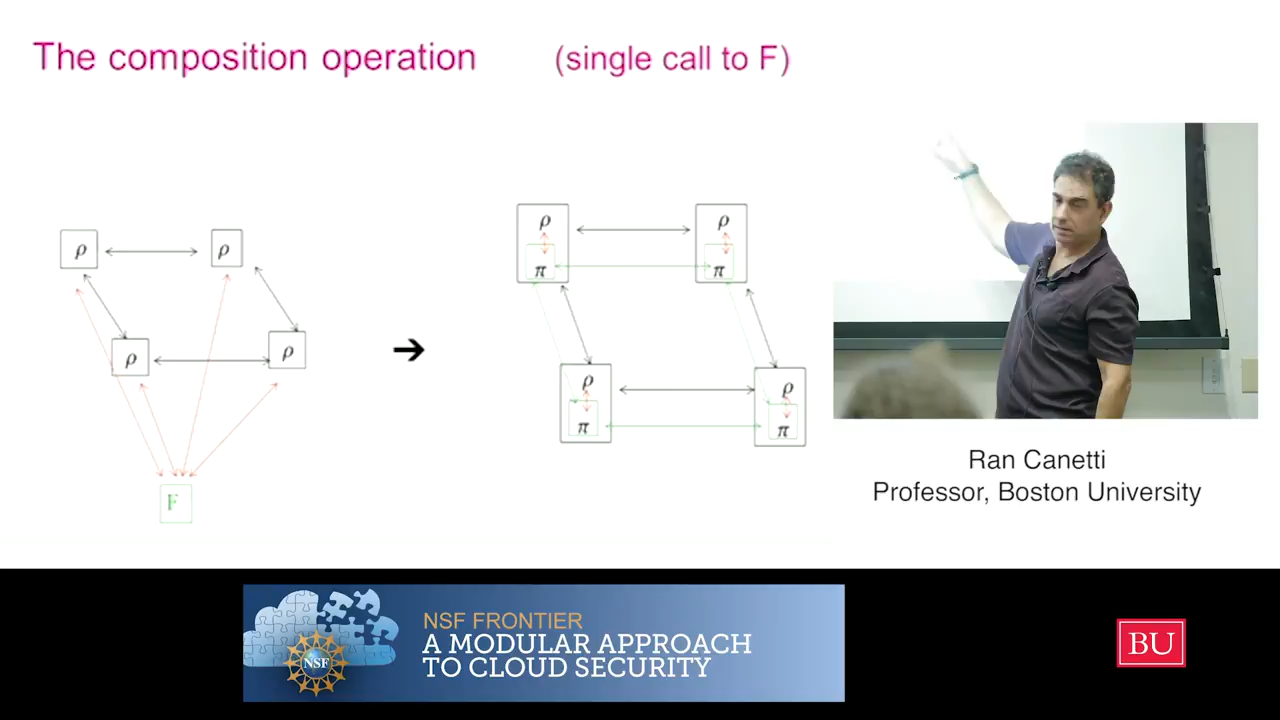 The composition operation (single call to F)
ρ ρ
ρ ρ
F
➔
ρ ρ
π π
ρ ρ
π π
Ran Canetti
Professor, Boston University
NSF FRONTIER
A MODULAR APPROACH
TO CLOUD SECURITY
NSF
BU